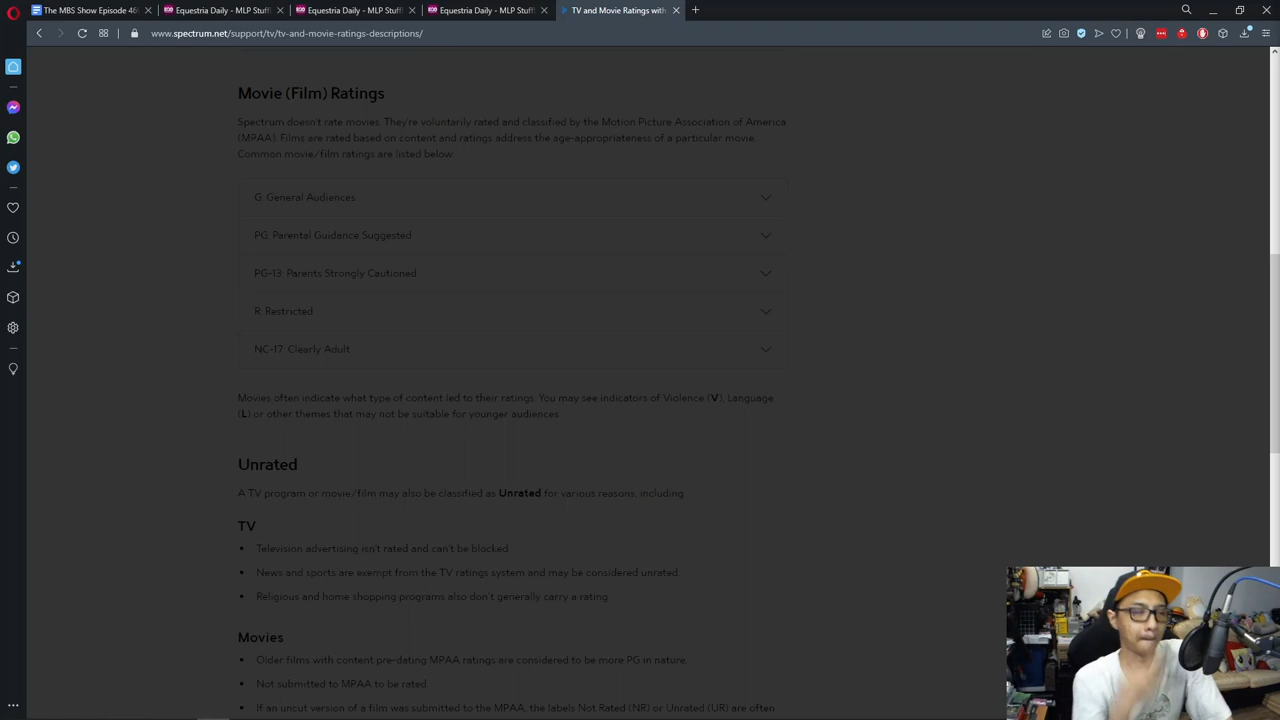 The MBS Show Episode 46
Equestria Daily - MLP Stuff!
Equestria Daily - MLP Stuff!
Equestria Daily - MLP Stuff!
TV and Movie Ratings with
www.spectrum.net/support/tv/tv-and-movie-ratings-descriptions/
Movie (Film) Ratings
Spectrum doesn't rate movies. They're voluntarily rated and classified by the Motion Picture Association of America
(MPAA). Films are rated based on content and ratings address the age-appropriateness of a particular movie.
Common movie/film ratings are listed below:
G: General Audiences
PG: Parental Guidance Suggested
PG-13: Parents Strongly Cautioned
R: Restricted
NC-17: Clearly Adult
Movies often indicate what type of content led to their ratings. You may see indicators of Violence (V), Language
(L) or other themes that may not be suitable for younger audiences.
Unrated
A TV program or movie/film may also be classified as Unrated for various reasons, including:
TV
• Television advertising isn't rated and can't be blocked.
• News and sports are exempt from the TV ratings system and may be considered unrated.
• Religious and home shopping programs also don't generally carry a rating.
Movies
• Older films with content pre-dating MPAA ratings are considered to be more PG in nature.
• Not submitted to MPAA to be rated.
• If an uncut version of a film was submitted to the MPAA, the labels Not Rated (NR) or Unrated (UR) are often